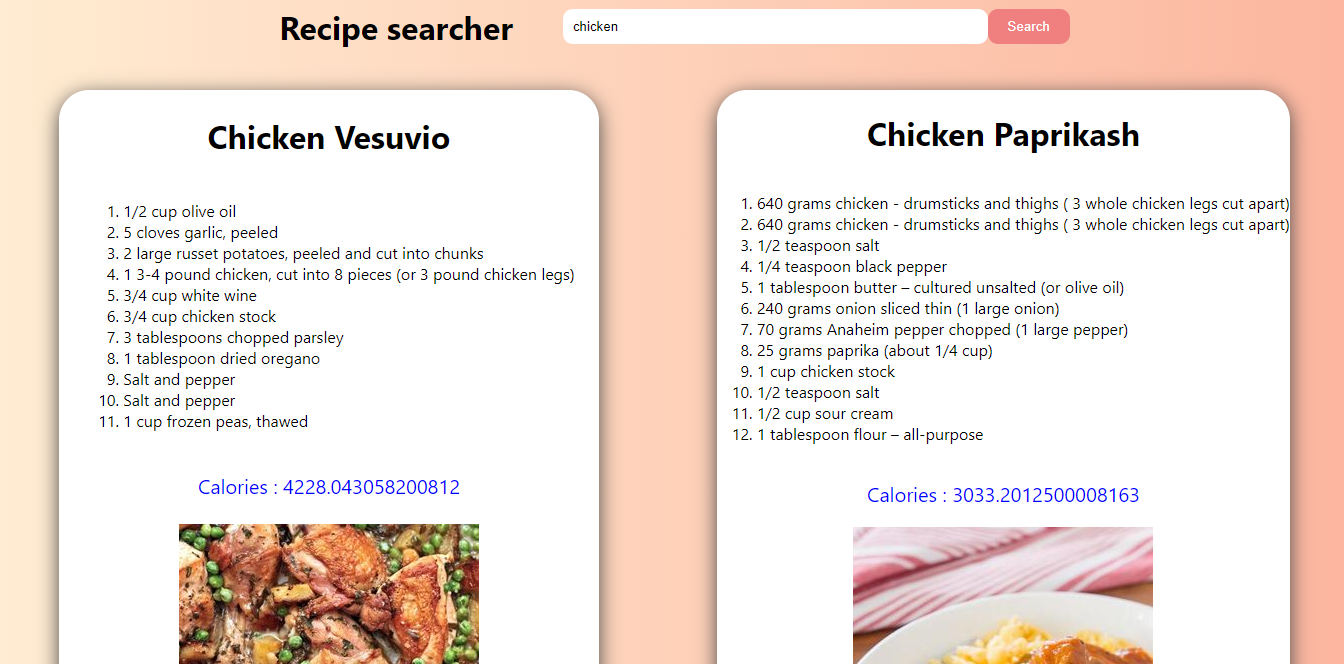 Recipe searcher
chicken
Search
Chicken Vesuvio
1. 1/2 cup olive oil
2. 5 cloves garlic, peeled
3. 2 large russet potatoes, peeled and cut into chunks
4. 1 3-4 pound chicken, cut into 8 pieces (or 3 pound chicken legs)
5. 3/4 cup white wine
6. 3/4 cup chicken stock
7. 3 tablespoons chopped parsley
8. 1 tablespoon dried oregano
9. Salt and pepper
10. Salt and pepper
11. 1 cup frozen peas, thawed
Calories : 4228.043058200812
Chicken Paprikash
1. 640 grams chicken - drumsticks and thighs ( 3 whole chicken legs cut apart)
2. 640 grams chicken - drumsticks and thighs ( 3 whole chicken legs cut apart)
3. 1/2 teaspoon salt
4. 1/4 teaspoon black pepper
5. 1 tablespoon butter – cultured unsalted (or olive oil)
6. 240 grams onion sliced thin (1 large onion)
7. 70 grams Anaheim pepper chopped (1 large pepper)
8. 25 grams paprika (about 1/4 cup)
9. 1 cup chicken stock
10. 1/2 teaspoon salt
11. 1/2 cup sour cream
12. 1 tablespoon flour – all-purpose
Calories : 3033.2012500008163